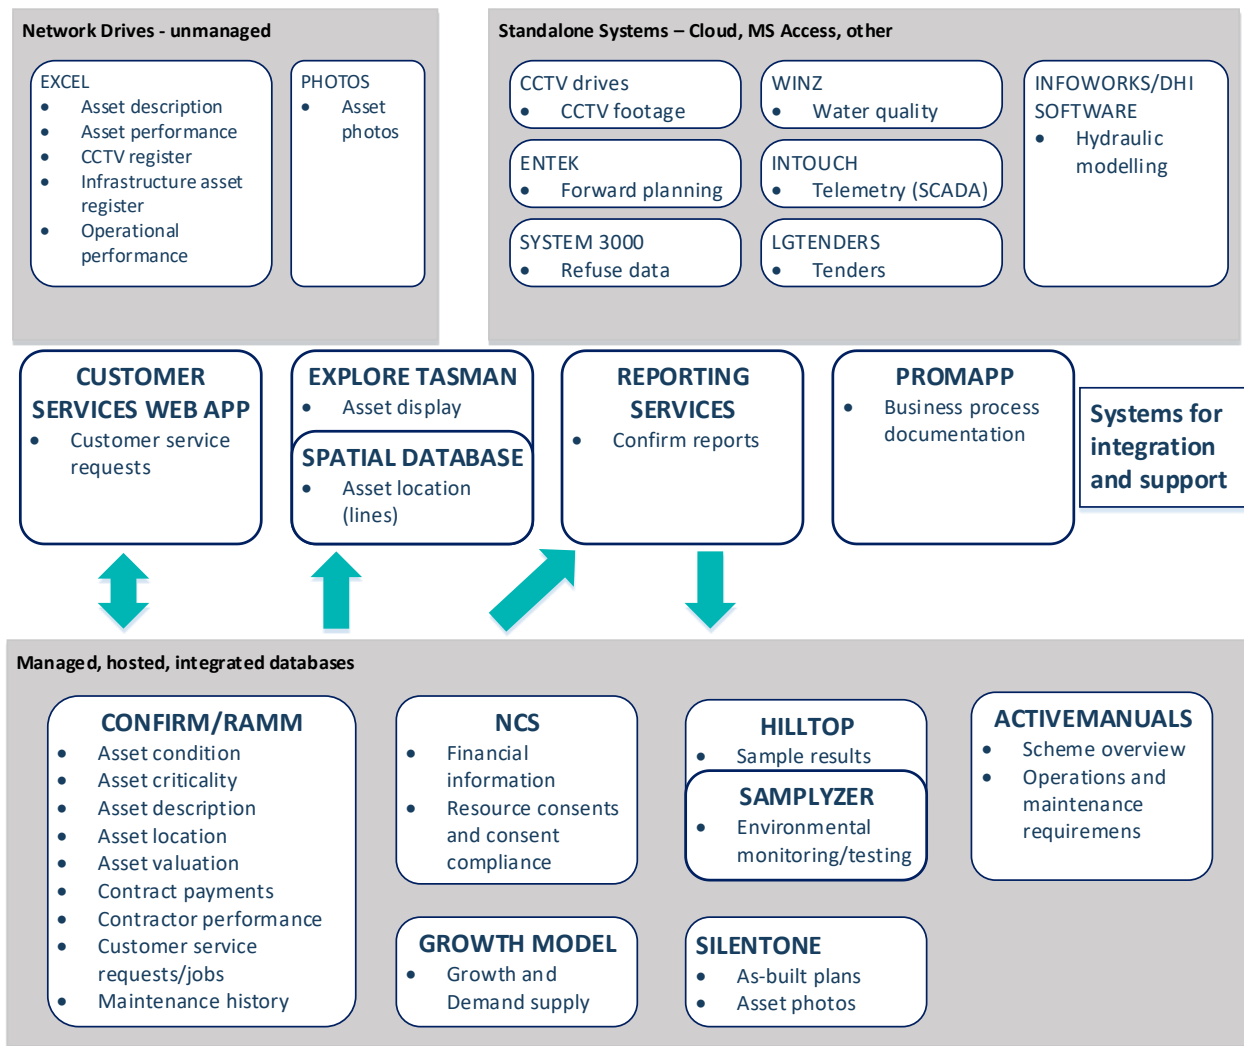 Network Drives - unmanaged
EXCEL
• Asset description
• Asset performance
• CCTV register
• Infrastructure asset
register
• Operational
performance
PHOTOS
• Asset
photos
Standalone Systems – Cloud, MS Access, other
CCTV drives
• CCTV footage
WINZ
• Water quality
INFOWORKS/DHI
SOFTWARE
• Hydraulic
modelling
ENTEK
• Forward planning
INTOUCH
• Telemetry (SCADA)
SYSTEM 3000
• Refuse data
LGTENDERS
• Tenders
CUSTOMER
SERVICES WEB APP
• Customer service
requests
EXPLORE TASMAN
• Asset display
SPATIAL DATABASE
• Asset location
(lines)
REPORTING
SERVICES
• Confirm reports
PROMAPP
• Business process
documentation
Systems for
integration
and support
Managed, hosted, integrated databases
CONFIRM/RAMM
• Asset condition
• Asset criticality
• Asset description
• Asset location
• Asset valuation
• Contract payments
• Contractor performance
• Customer service
requests/jobs
• Maintenance history
NCS
• Financial
information
• Resource consents
and consent
compliance
HILLTOP
• Sample results
SAMPLYZER
• Environmental
monitoring/testing
ACTIVEMANUALS
• Scheme overview
• Operations and
maintenance
requiremens
GROWTH MODEL
• Growth and
Demand supply
SILENTONE
• As-built plans
• Asset photos